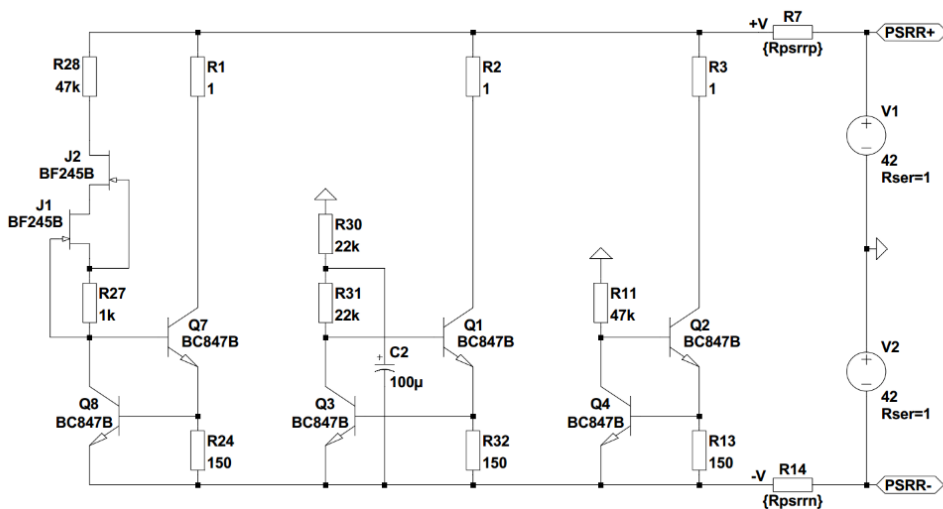 R28
47k
R1
1
R2
1
R3
1
+V
R7
{Rpsrrp}
PSRR+
V1
42
Rser=1
J2
BF245B
J1
BF245B
R30
22k
R27
1k
R31
22k
R11
47k
Q7
BC847B
Q1
BC847B
Q2
BC847B
C2
100µ
V2
42
Rser=1
Q8
BC847B
Q3
BC847B
Q4
BC847B
R24
150
R32
150
R13
150
-V
R14
{Rpsrrn}
PSRR-